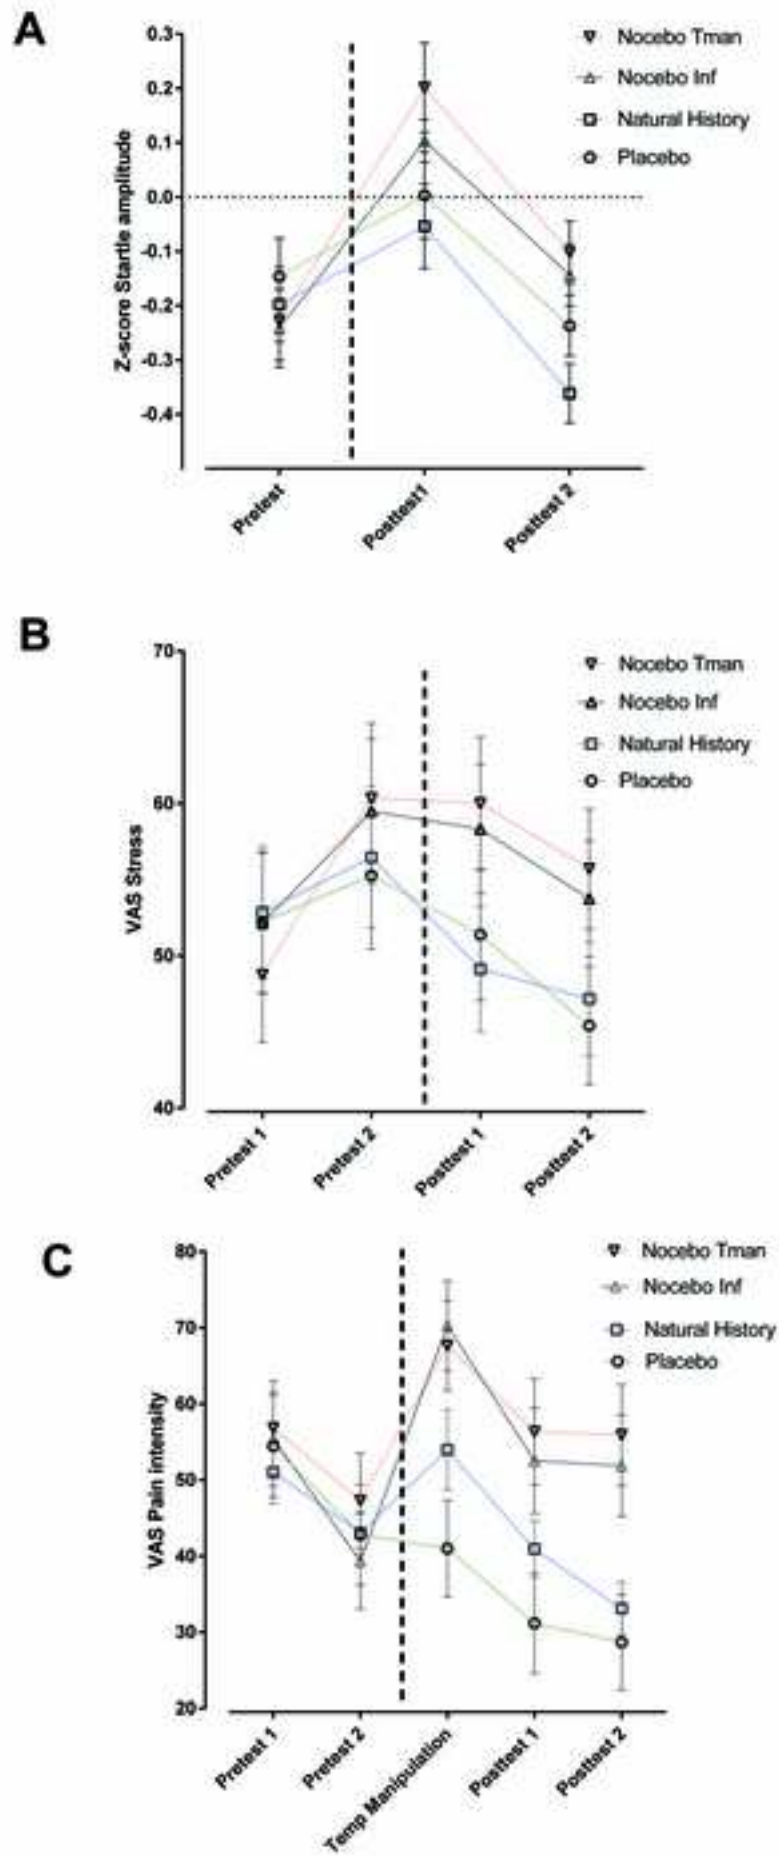 A
Z-score Startle amplitude
0.3
0.2
0.1
0.0
-0.1
-0.2
-0.3
-0.4
Pretest
Posttest1
Posttest 2
Nocebo Tman
Nocebo Inf
Natural History
Placebo
B
VAS Stress
70
60
50
40
Pretest 1
Pretest 2
Posttest 1
Posttest 2
Nocebo Tman
Nocebo Inf
Natural History
Placebo
C
VAS Pain intensity
80
70
60
50
40
30
20
Pretest 1
Pretest 2
Temp Manipulation
Posttest 1
Posttest 2
Nocebo Tman
Nocebo Inf
Natural History
Placebo